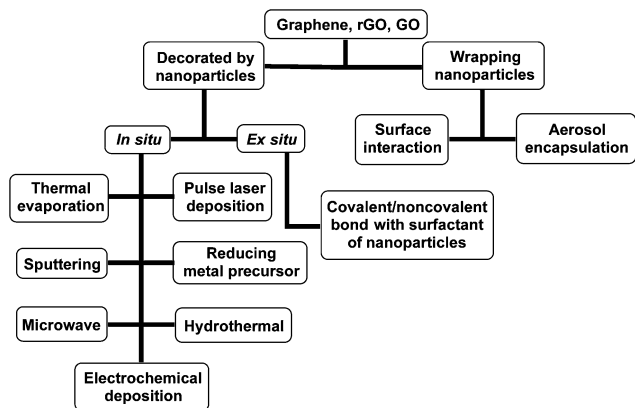 Graphene, rGO, GO
Decorated by
nanoparticles
Wrapping
nanoparticles
In situ
Ex situ
Surface
interaction
Aerosol
encapsulation
Thermal
evaporation
Pulse laser
deposition
Covalent/noncovalent
bond with surfactant
of nanoparticles
Sputtering
Reducing
metal precursor
Microwave
Hydrothermal
Electrochemical
deposition